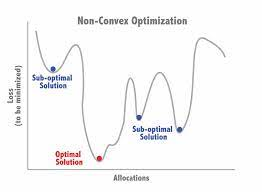 Non-Convex Optimization
Loss
(to be minimized)
Sub-optimal
Solution
Optimal
Solution
Sub-optimal
Solution
Allocations